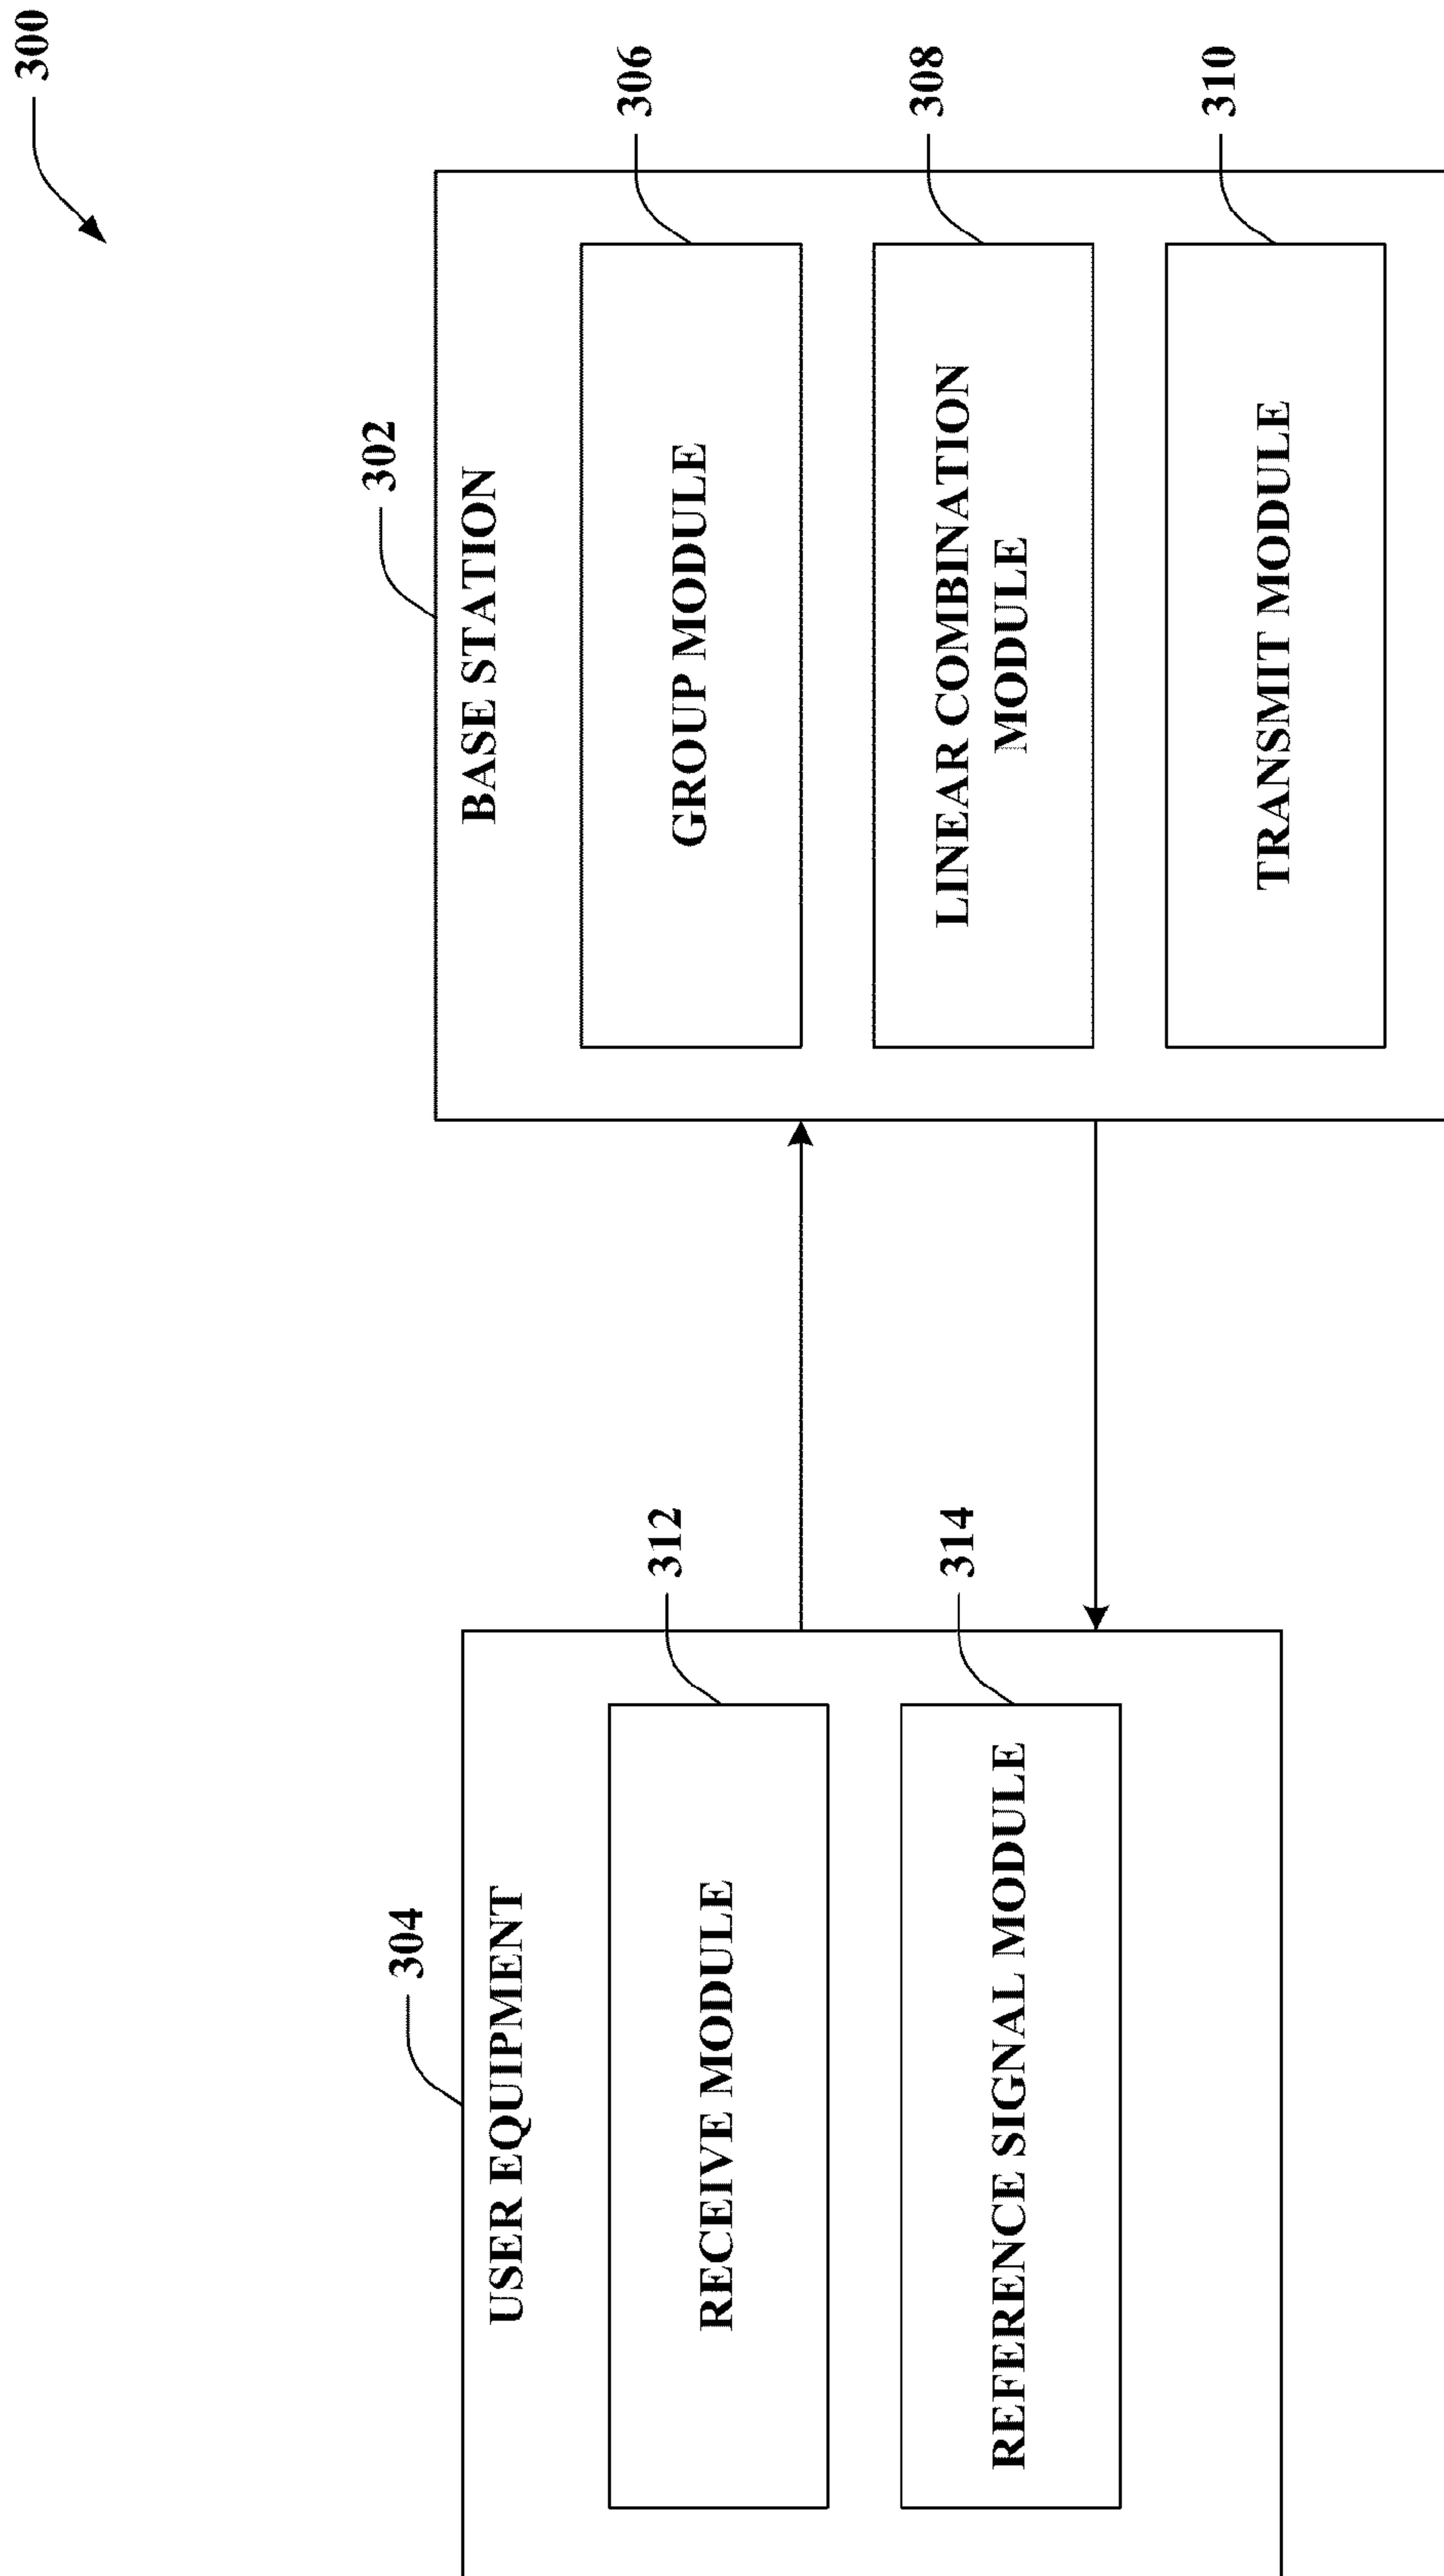 300
302
BASE STATION
306
GROUP MODULE
308
LINEAR COMBINATION
MODULE
310
TRANSMIT MODULE
304
USER EQUIPMENT
312
RECEIVE MODULE
314
REFERENCE SIGNAL MODULE